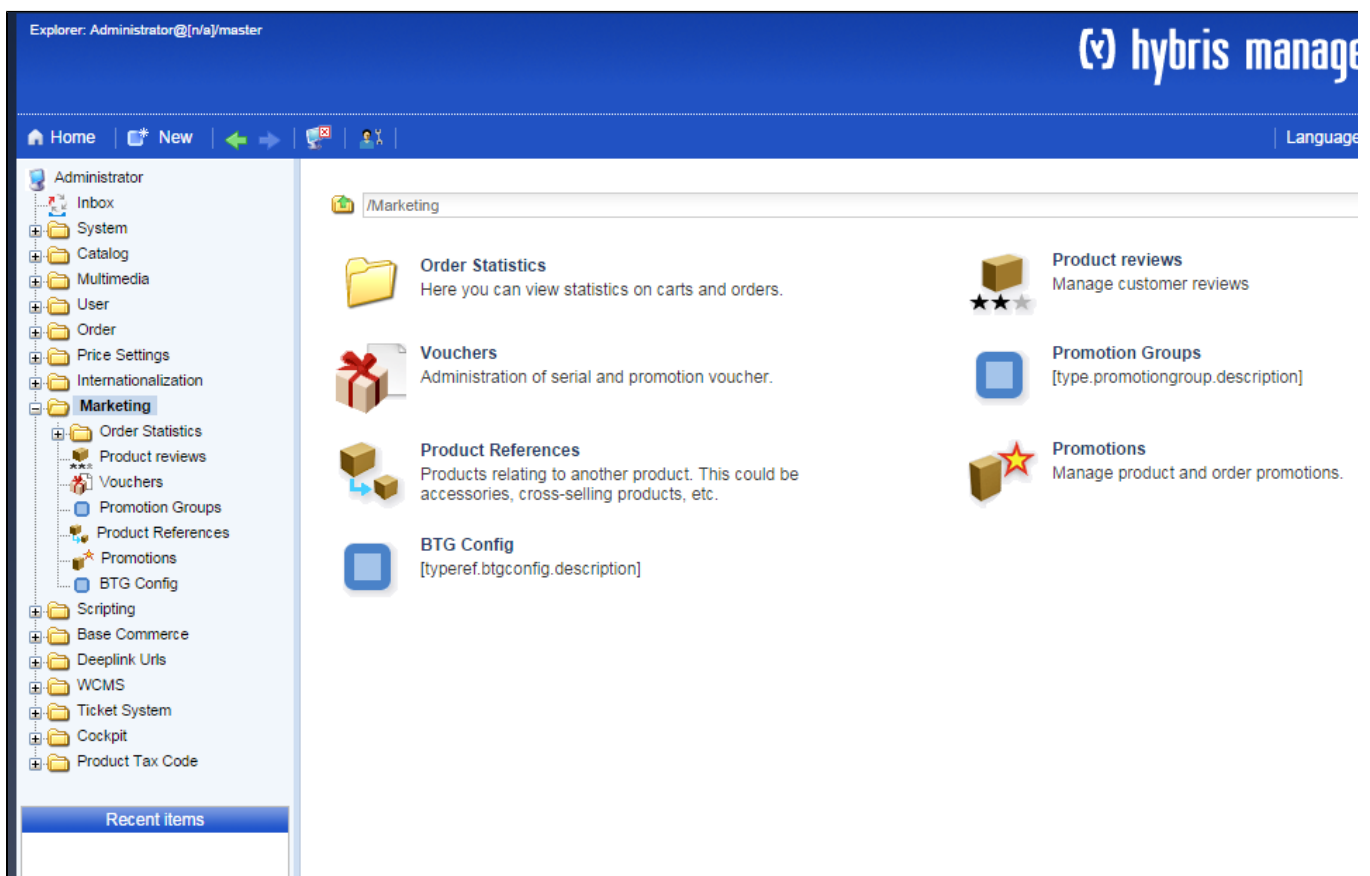 Explorer: Administrator@[n/a]/master
(v) hybris manage
Home
New
Language
Administrator
Inbox
System
Catalog
Multimedia
User
Order
Price Settings
Internationalization
Marketing
Order Statistics
Product reviews
Vouchers
Promotion Groups
Product References
Promotions
BTG Config
Scripting
Base Commerce
Deeplink Urls
WCMS
Ticket System
Cockpit
Product Tax Code
Recent items
/Marketing
Order Statistics
Here you can view statistics on carts and orders.
Product reviews
Manage customer reviews
Vouchers
Administration of serial and promotion voucher.
Promotion Groups
[type.promotiongroup.description]
Product References
Products relating to another product. This could be
accessories, cross-selling products, etc.
Promotions
Manage product and order promotions.
BTG Config
[typeref.btgconfig.description]